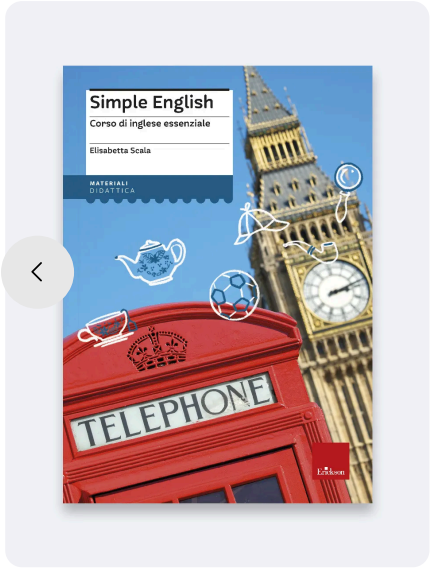 Simple English
Corso di inglese essenziale
Elisabetta Scala
MATERIALI
DIDATTICA
TELEPHONE
Erickson